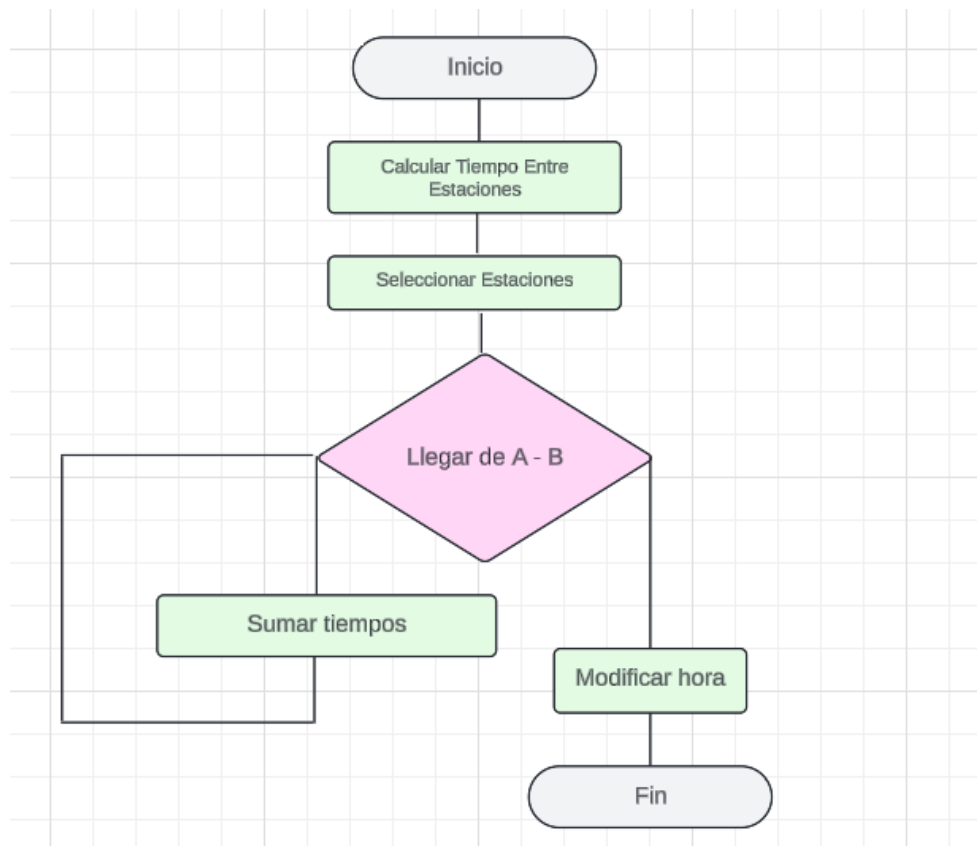 Inicio
Calcular Tiempo Entre
Estaciones
Seleccionar Estaciones
Llegar de A - B
Sumar tiempos
Modificar hora
Fin